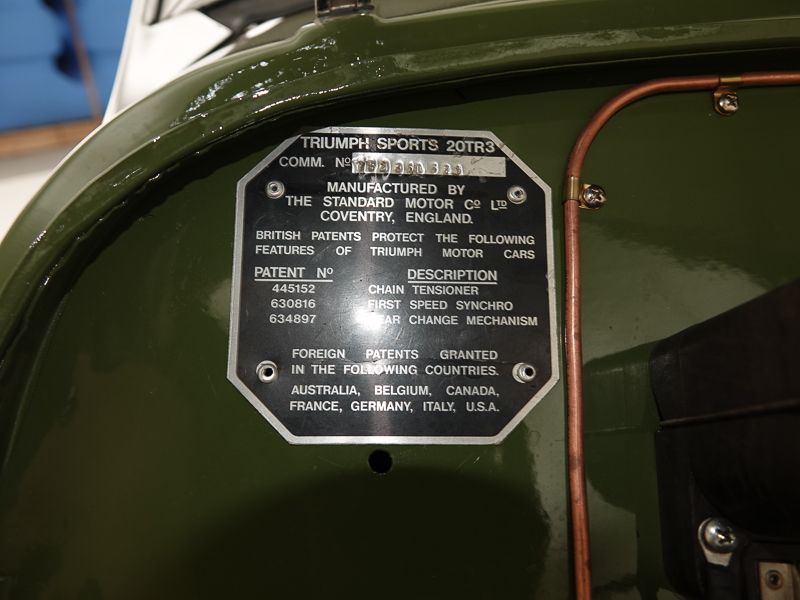 TRIUMPH SPORTS 20TR3
COMM. Nº
MANUFACTURED BY
THE STANDARD MOTOR Cº LTD
COVENTRY, ENGLAND.
BRITISH PATENTS PROTECT THE FOLLOWING
FEATURES OF TRIUMPH MOTOR CARS
PATENT Nº DESCRIPTION
445152 CHAIN TENSIONER
630816 FIRST SPEED SYNCHRO
634897 GEAR CHANGE MECHANISM
FOREIGN PATENTS GRANTED
IN THE FOLLOWING COUNTRIES.
AUSTRALIA, BELGIUM, CANADA,
FRANCE, GERMANY, ITALY, U.S.A.